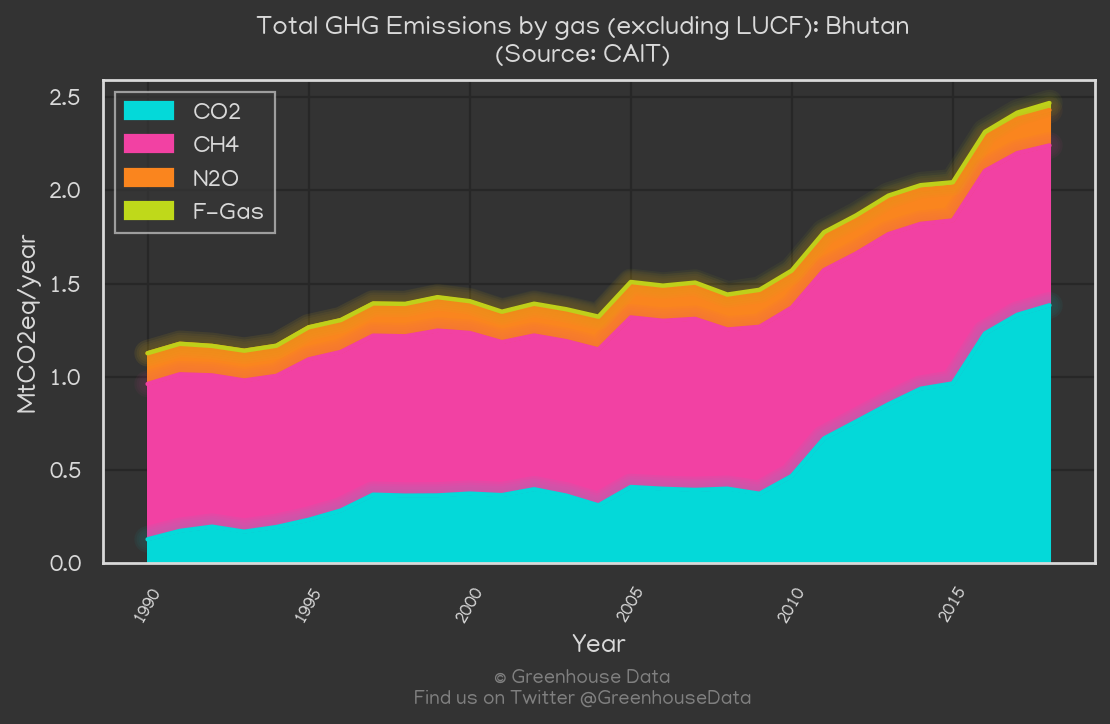 Total GHG Emissions by gas (excluding LUCF): Bhutan
(Source: CAIT)
CO2
CH4
N2O
F-Gas
MtCO2eq/year
2.5
2.0
1.5
1.0
0.5
0.0
1990
1995
2000
2005
2010
2015
Year
© Greenhouse Data
Find us on Twitter @GreenhouseData